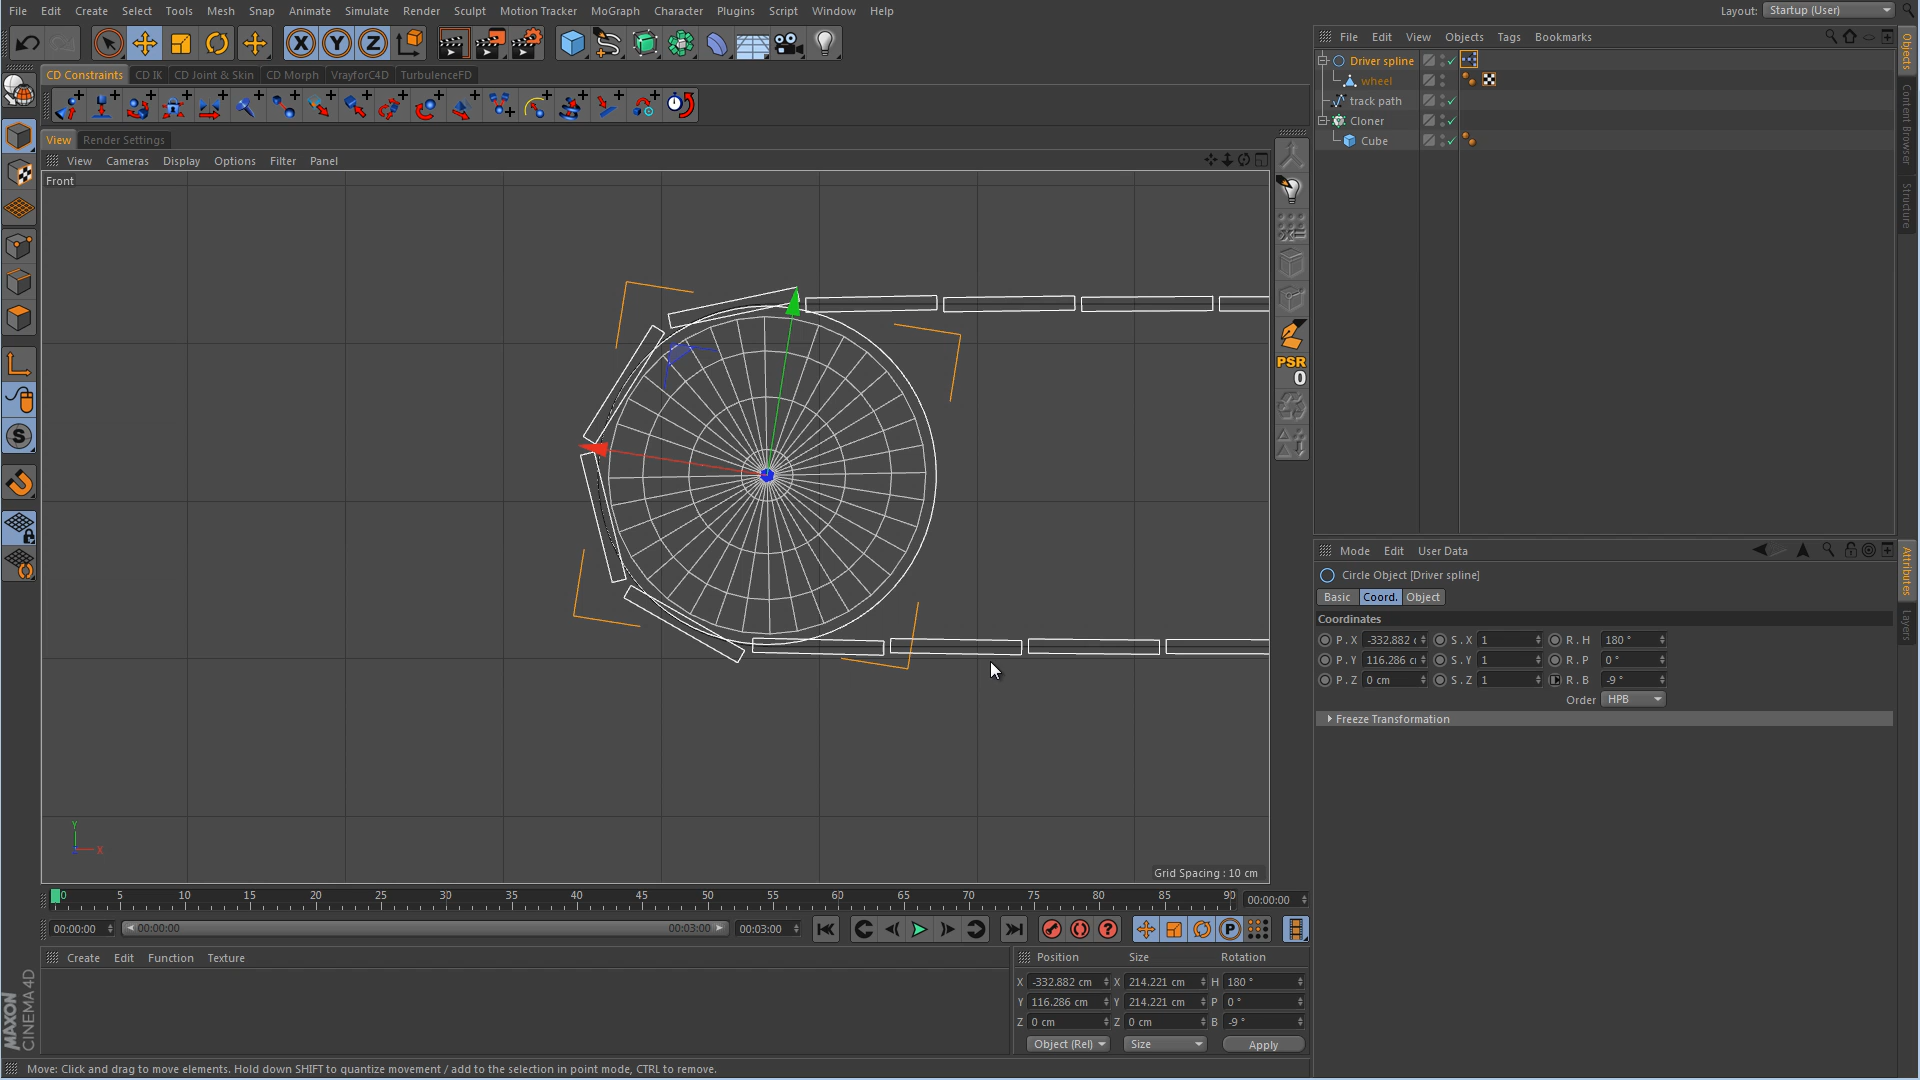 File Edit Create Select Tools Mesh Snap Animate Simulate Render Sculpt Motion Tracker MoGraph Character Plugins Script Window Help
Layout: Startup (User)
CD Constraints CD IK CD Joint & Skin CD Morph VrayforC4D TurbulenceFD
View Render Settings
View Cameras Display Options Filter Panel
Front
PSR
0
Y
X
Grid Spacing : 10 cm
0 5 10 15 20 25 30 35 40 45 50 55 60 65 70 75 80 85 90 00:00:00
00:00:00 00:00:00 00:03:00 00:03:00
Create Edit Function Texture
MAXON
CINEMA 4D
Position Size Rotation
X -332.882 cm X 214.221 cm H 180 °
Y 116.286 cm Y 214.221 cm P 0 °
Z 0 cm Z 0 cm B -9 °
Object (Rel) Size Apply
Move: Click and drag to move elements. Hold down SHIFT to quantize movement / add to the selection in point mode, CTRL to remove.
File Edit View Objects Tags Bookmarks
Driver spline
wheel
track path
Cloner
Cube
Objects
Content Browser
Structure
Mode Edit User Data
Circle Object [Driver spline]
Basic Coord. Object
Coordinates
P . X -332.882 S . X 1 R . H 180 °
P . Y 116.286 S . Y 1 R . P 0 °
P . Z 0 cm S . Z 1 R . B -9 °
Order HPB
Freeze Transformation
Attributes
Layers